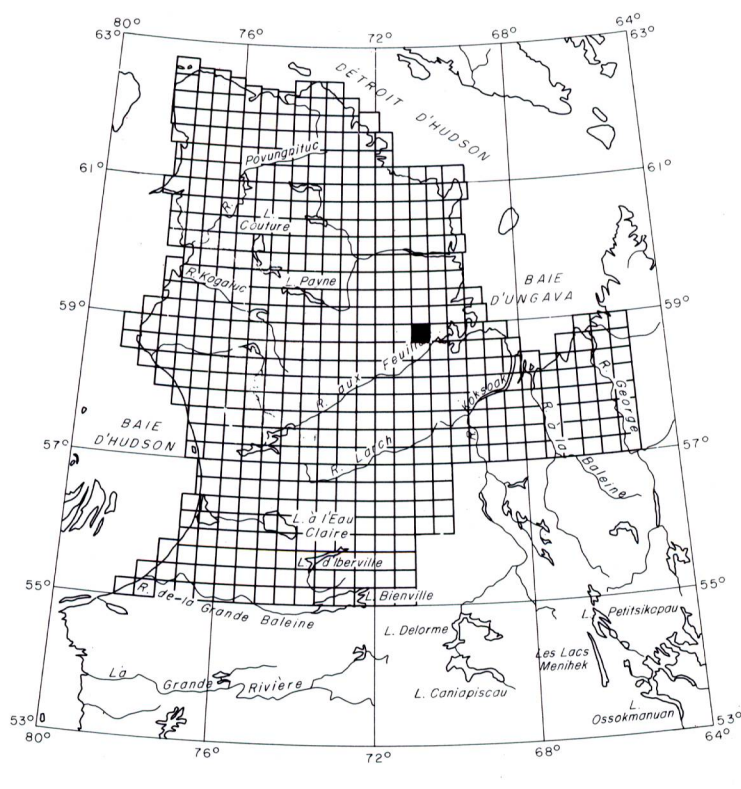 80°
76°
72°
68°
64°
63°
63°
DÉTROIT
D'HUDSON
Povungnituc
61°
61°
R.
L.
Couture
R. Kogaluc
L. Payne
BAIE
D'UNGAVA
59°
59°
R. aux Feuilles
Koksoak
R.
R. George
R. à la
Baleine
BAIE
D'HUDSON
57°
57°
R. Larch
L. à l'Eau
Claire
L. d'Iberville
55°
55°
R. de-la Grande Baleine
L. Bienville
L. Petitsikapau
L. Delorme
Les Lacs
Menihek
La Grande Rivière
L. Caniapiscau
L.
Ossokmanuan
53°
53°
80°
76°
72°
68°
64°